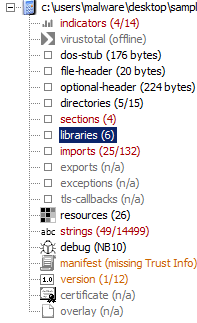 c:\users\malware\desktop\sampl
indicators (4/14)
virustotal (offline)
dos-stub (176 bytes)
file-header (20 bytes)
optional-header (224 bytes)
directories (5/15)
sections (4)
libraries (6)
imports (25/132)
exports (n/a)
exceptions (n/a)
tls-callbacks (n/a)
resources (26)
abc strings (49/14499)
debug (NB10)
manifest (missing Trust Info)
1.0 version (1/12)
certificate (n/a)
overlay (n/a)